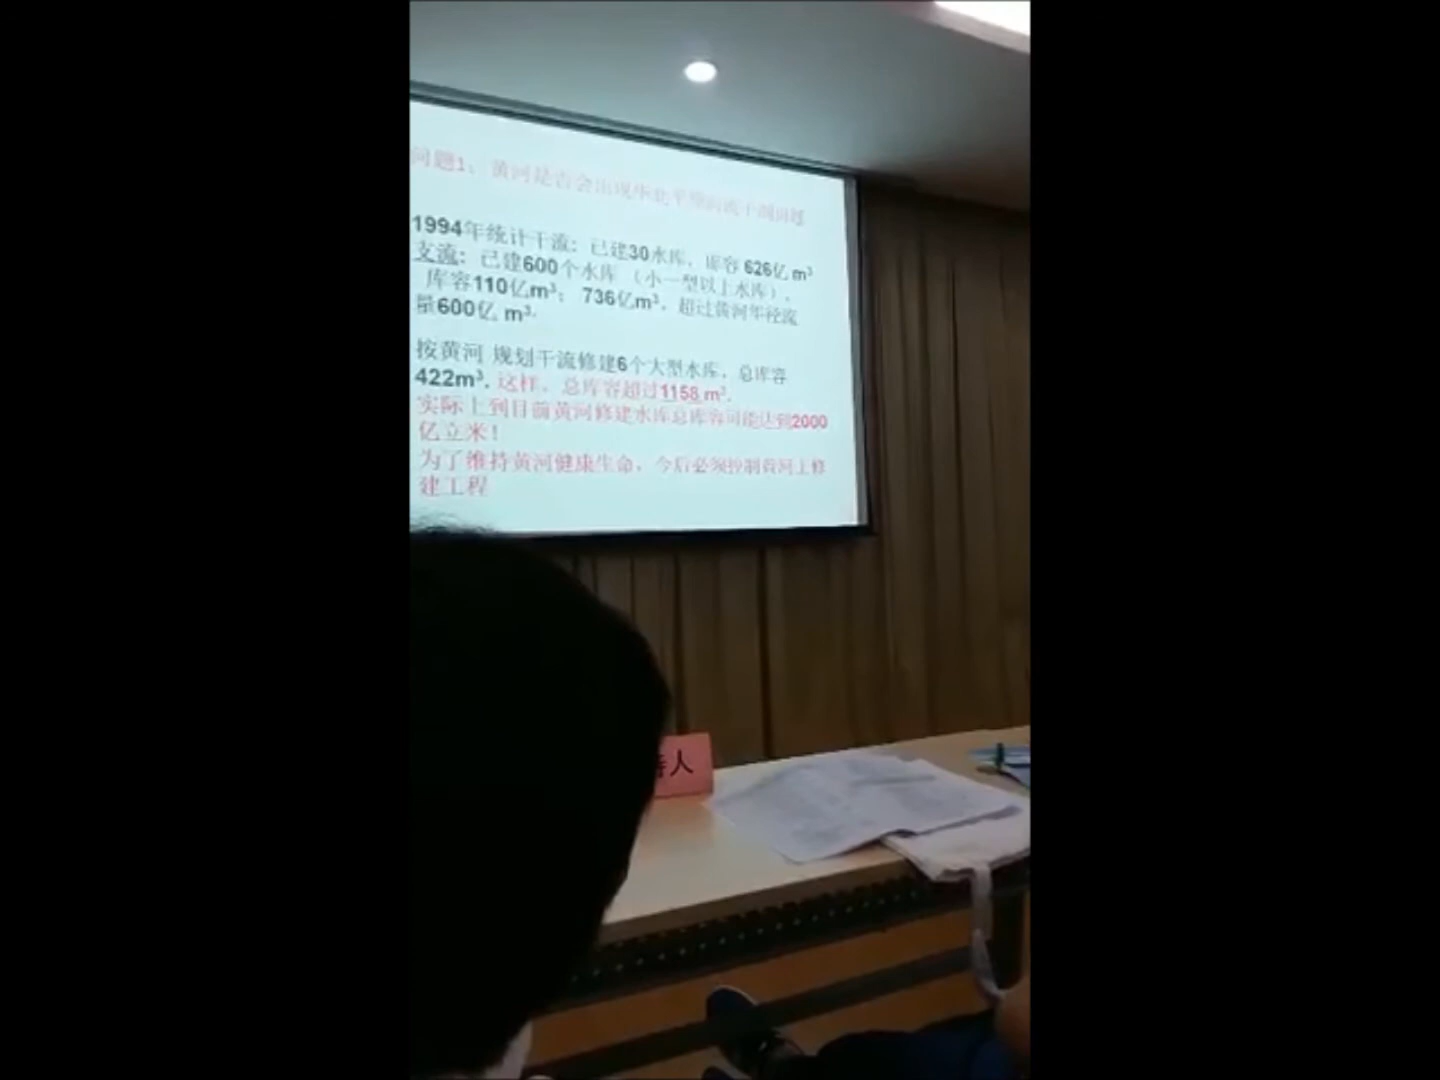 问题1：黄河是否会出现华北平原河流干涸问题
1994年统计干流：已建30水库，库容 626亿 m³
支流：已建600个水库 （小一型以上水库），
库容110亿m³； 736亿m³，超过黄河年径流
量600亿 m³.
按黄河 规划干流修建6个大型水库，总库容
422m³. 这样，总库容超过1158 m³.
实际上到目前黄河修建水库总库容可能达到2000
亿立米！
为了维持黄河健康生命，今后必须控制黄河上修
建工程
人